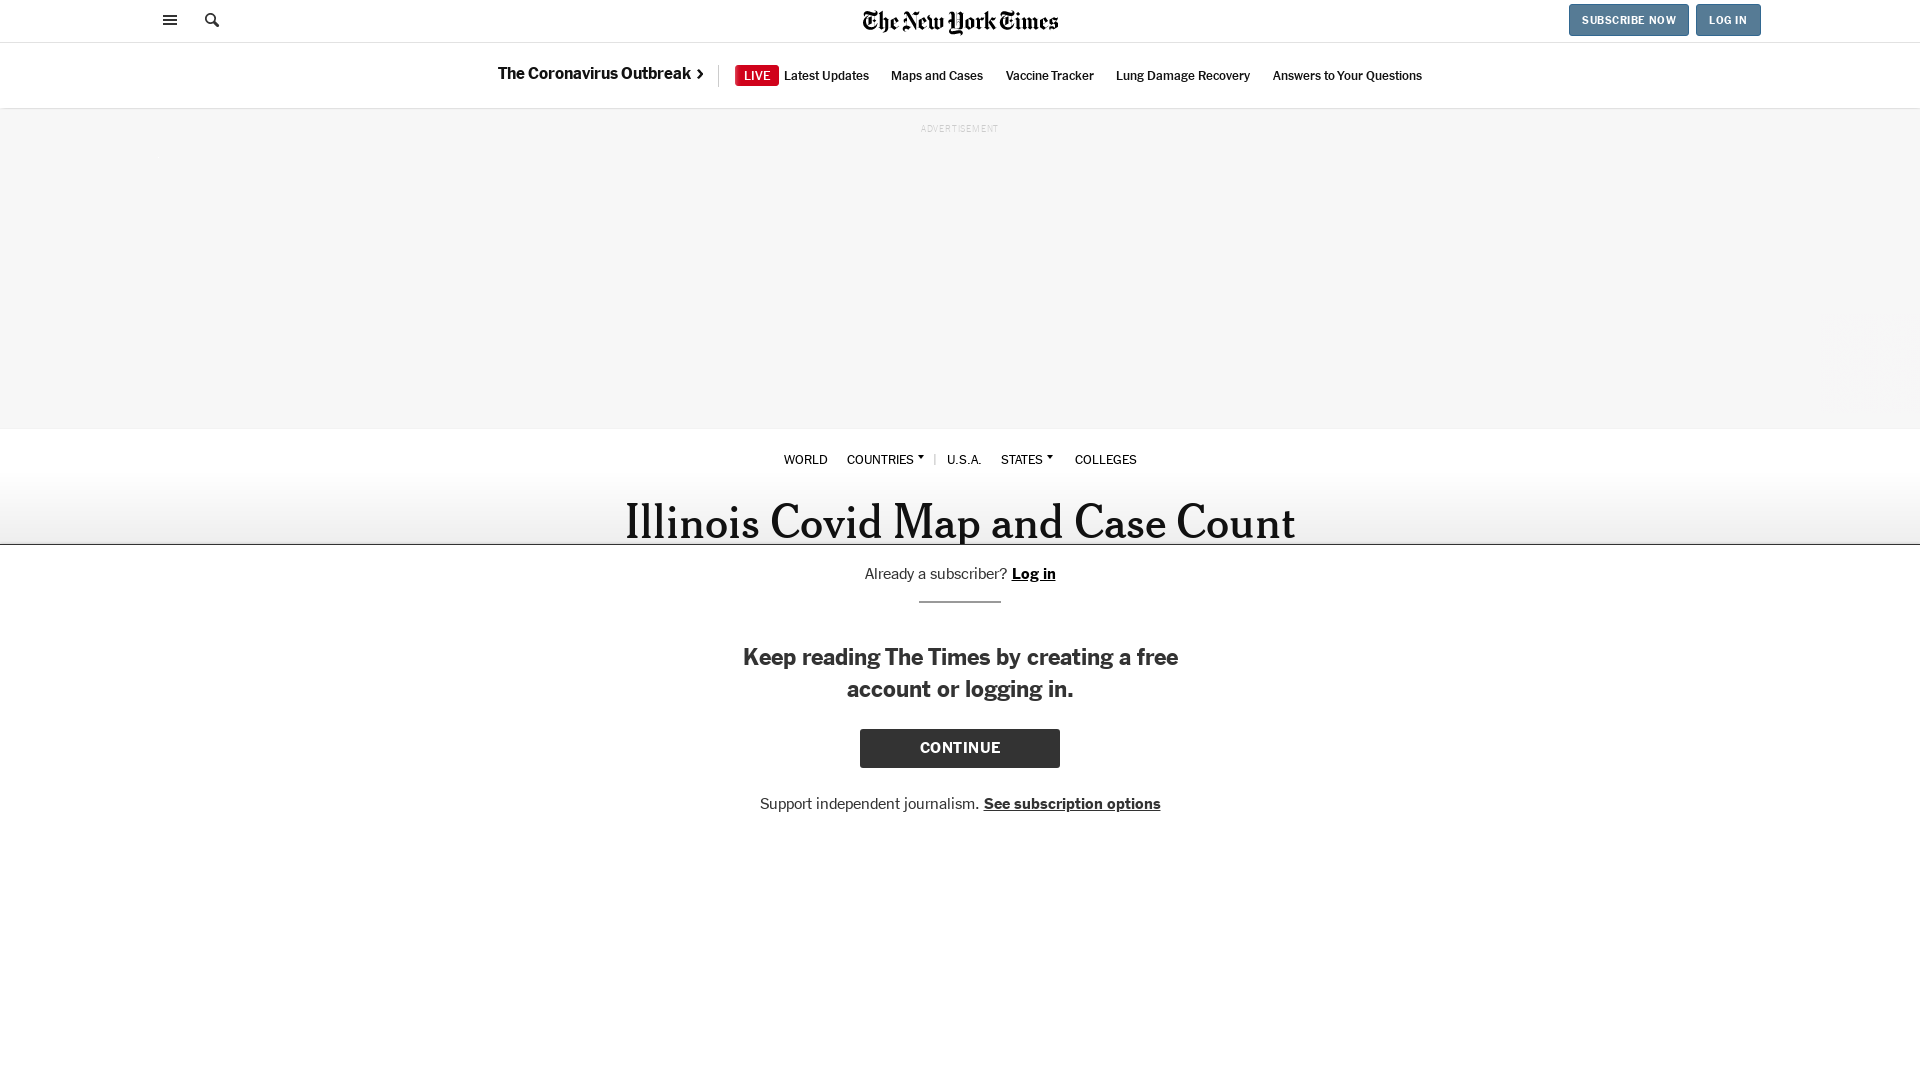 The New York Times
SUBSCRIBE NOW
LOG IN
The Coronavirus Outbreak
LIVE Latest Updates
Maps and Cases
Vaccine Tracker
Lung Damage Recovery
Answers to Your Questions
ADVERTISEMENT
WORLD COUNTRIES | U.S.A. STATES COLLEGES
Illinois Covid Map and Case Count
Already a subscriber? Log in
Keep reading The Times by creating a free
account or logging in.
CONTINUE
Support independent journalism. See subscription options